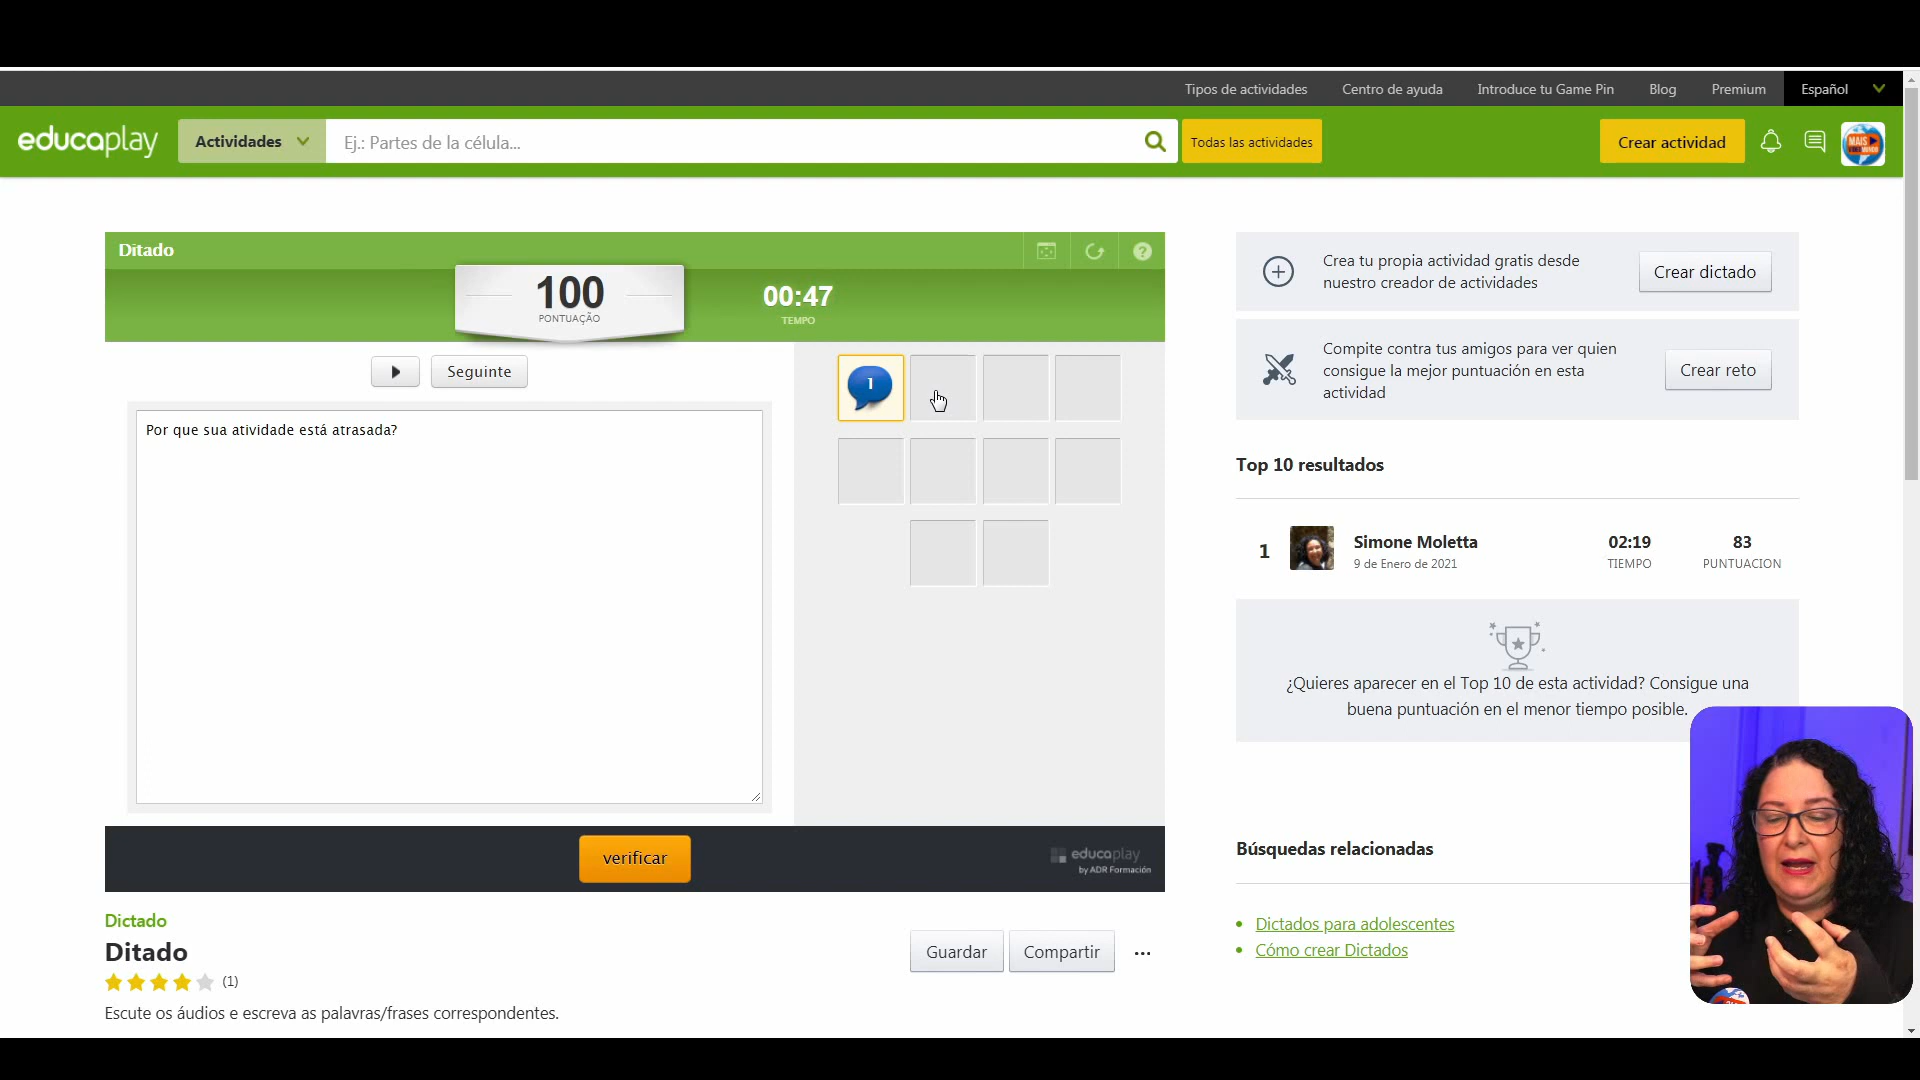 Tipos de actividades Centro de ayuda Introduce tu Game Pin Blog Premium Español
educaplay Actividades Ej.: Partes de la célula... Todas las actividades Crear actividad
Ditado
100
PONTUAÇÃO
00:47
TEMPO
Seguinte
Por que sua atividade está atrasada?
1
verificar
educaplay
by ADR Formación
Crea tu propia actividad gratis desde
nuestro creador de actividades
Crear dictado
Compite contra tus amigos para ver quien
consigue la mejor puntuación en esta
actividad
Crear reto
Top 10 resultados
1 Simone Moletta 02:19 83
9 de Enero de 2021 TIEMPO PUNTUACION
¿Quieres aparecer en el Top 10 de esta actividad? Consigue una
buena puntuación en el menor tiempo posible.
Búsquedas relacionadas
Dictados para adolescentes
Cómo crear Dictados
Dictado
Ditado
(1)
Guardar Compartir ...
Escute os áudios e escreva as palavras/frases correspondentes.